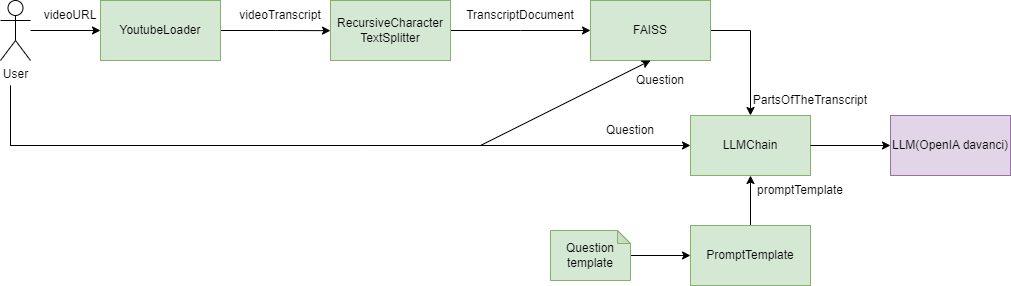 videoURL
YoutubeLoader
videoTranscript
RecursiveCharacter
TextSplitter
TranscriptDocument
FAISS
User
Question
PartsOfTheTranscript
Question
LLMChain
LLM(OpenIA davanci)
promptTemplate
Question
template
PromptTemplate